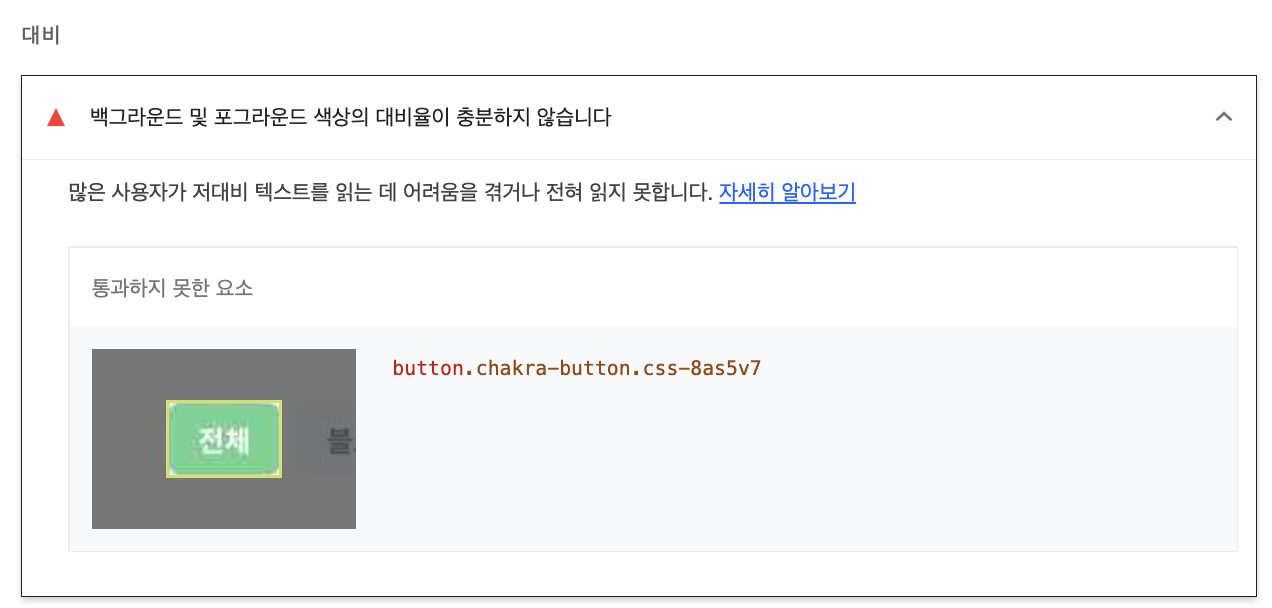 대비
백그라운드 및 포그라운드 색상의 대비율이 충분하지 않습니다
많은 사용자가 저대비 텍스트를 읽는 데 어려움을 겪거나 전혀 읽지 못합니다. 자세히 알아보기
통과하지 못한 요소
button.chakra-button.css-8as5v7
전체